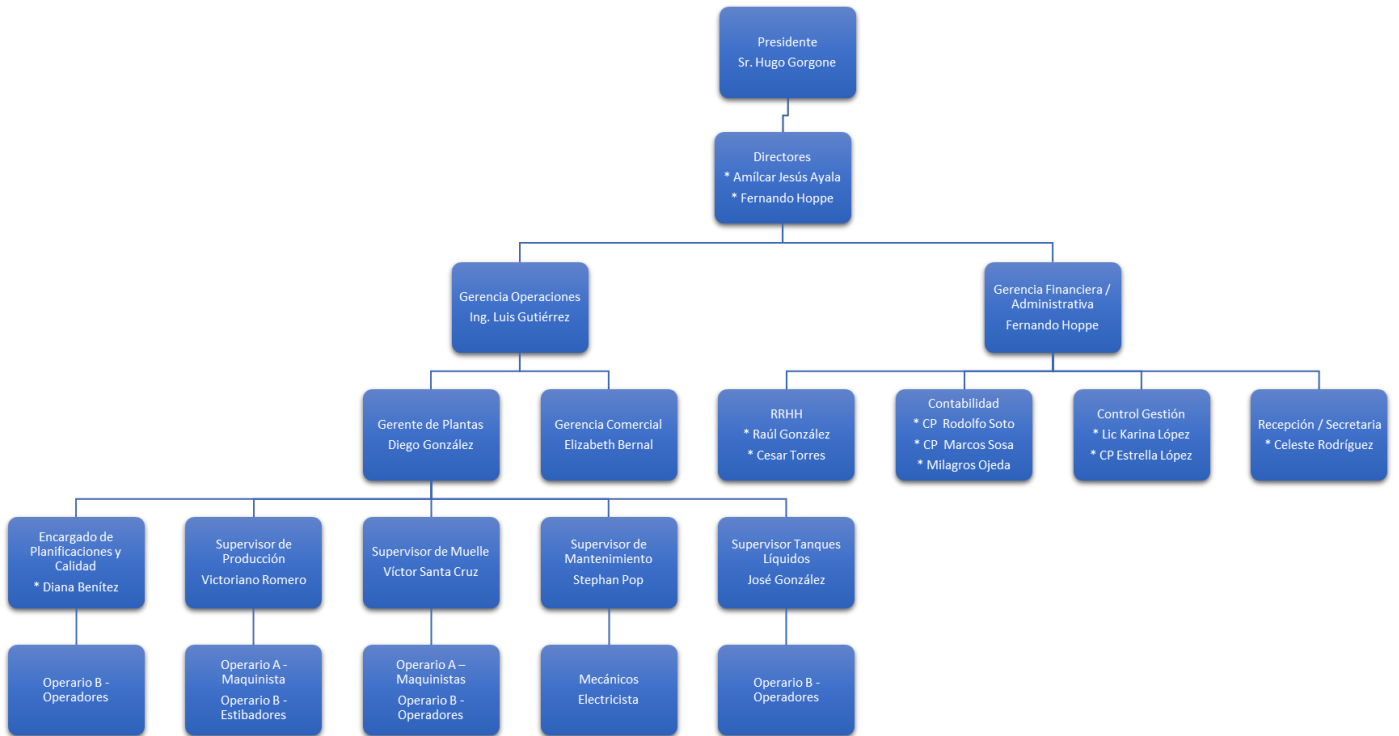 Presidente
Sr. Hugo Gorgone
Directores
* Amílcar Jesús Ayala
* Fernando Hoppe
Gerencia Operaciones
Ing. Luis Gutiérrez
Gerencia Financiera /
Administrativa
Fernando Hoppe
Gerente de Plantas
Diego González
Gerencia Comercial
Elizabeth Bernal
RRHH
* Raúl González
* Cesar Torres
Contabilidad
* CP Rodolfo Soto
* CP Marcos Sosa
* Milagros Ojeda
Control Gestión
* Lic Karina López
* CP Estrella López
Recepción / Secretaria
* Celeste Rodríguez
Encargado de
Planificaciones y
Calidad
* Diana Benítez
Supervisor de
Producción
Victoriano Romero
Supervisor de Muelle
Víctor Santa Cruz
Supervisor de
Mantenimiento
Stephan Pop
Supervisor Tanques
Líquidos
José González
Operario B -
Operadores
Operario A -
Maquinista
Operario B -
Estibadores
Operario A –
Maquinistas
Operario B -
Operadores
Mecánicos
Electricista
Operario B -
Operadores